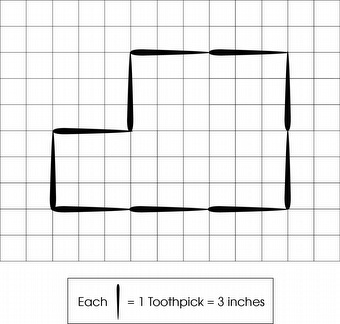 Each = 1 Toothpick = 3 inches